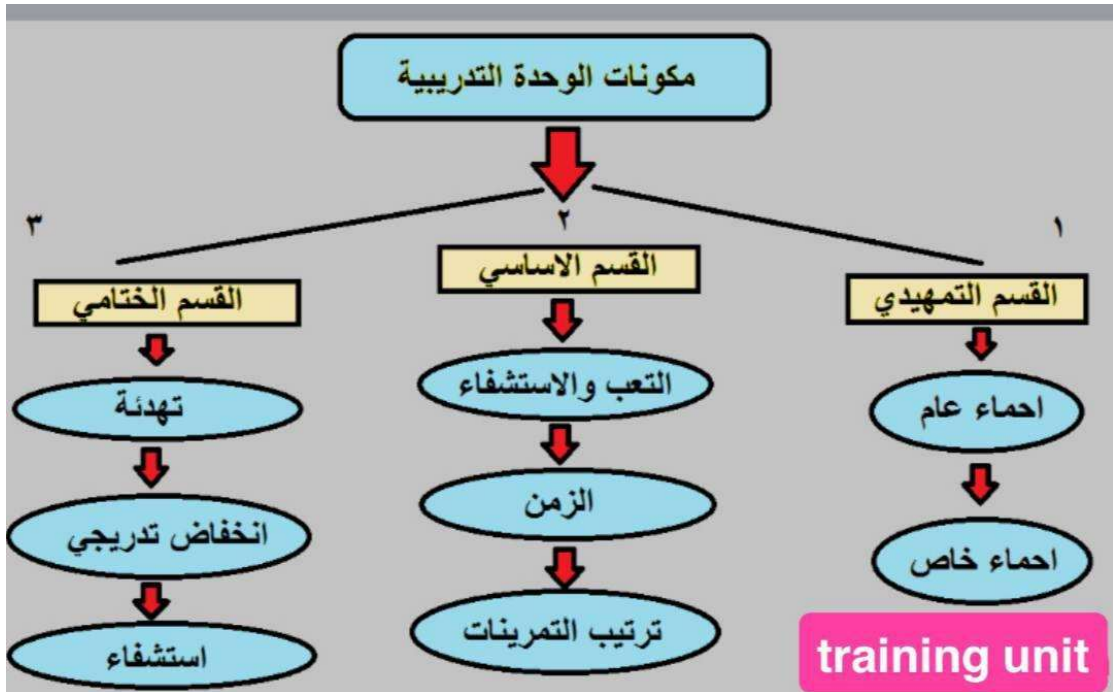 مكونات الوحدة التدريبية
١
القسم التمهيدي
احماء عام
احماء خاص
٢
القسم الاساسي
التعب والاستشفاء
الزمن
ترتيب التمرينات
٣
القسم الختامي
تهدئة
انخفاض تدريجي
استشفاء
training unit